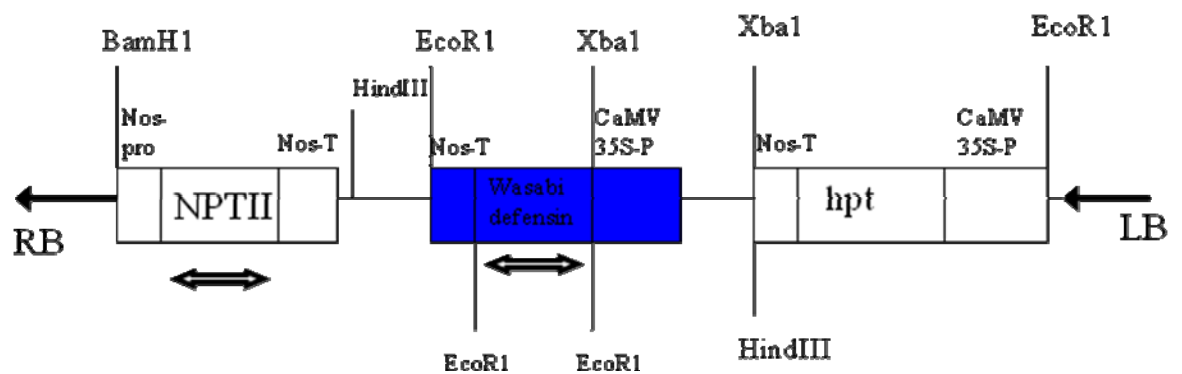 BamH1
EcoR1
Xba1
Xba1
EcoR1
HindIII
Nos-
pro
Nos-T
Nos-T
CaMV
35S-P
Nos-T
CaMV
35S-P
NPTII
Wasabi
defensin
hpt
RB
LB
EcoR1
EcoR1
HindIII